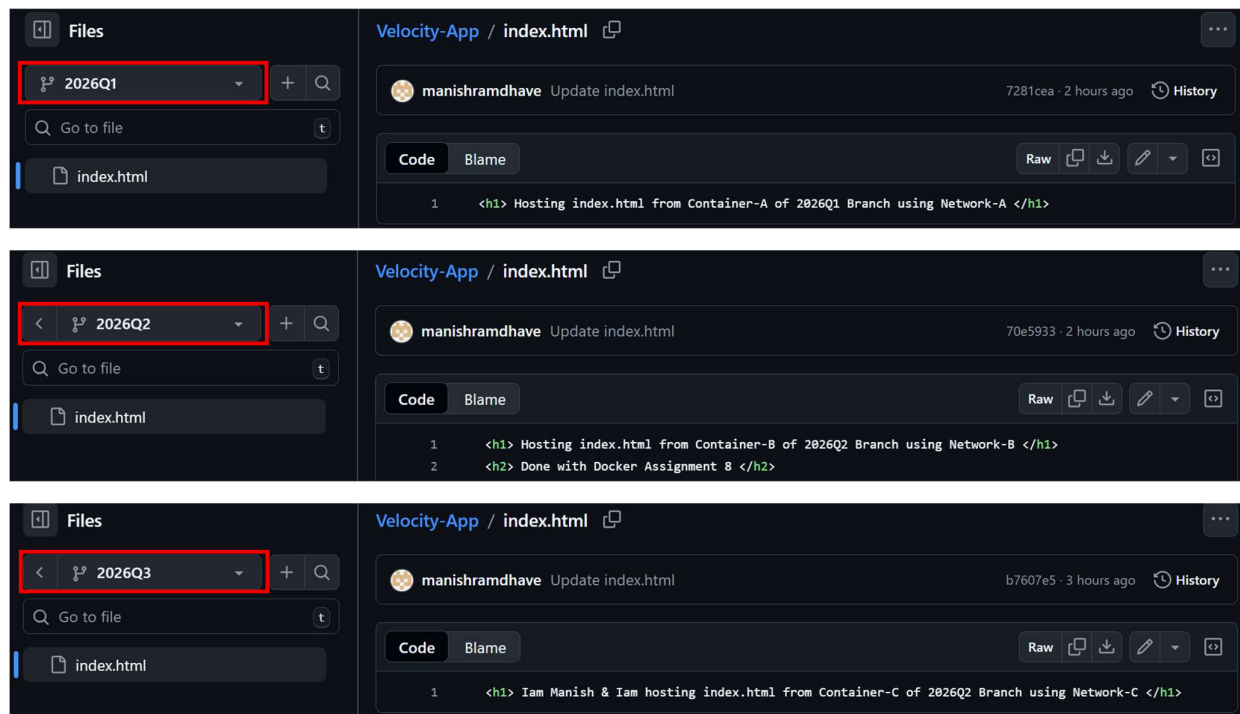 Files
Velocity-App / index.html
2026Q1
manishramdhave Update index.html
7281cea · 2 hours ago
History
Go to file
t
index.html
Code
Blame
Raw
1 <h1> Hosting index.html from Container-A of 2026Q1 Branch using Network-A </h1>
Files
Velocity-App / index.html
2026Q2
manishramdhave Update index.html
70e5933 · 2 hours ago
History
Go to file
t
index.html
Code
Blame
Raw
1 <h1> Hosting index.html from Container-B of 2026Q2 Branch using Network-B </h1>
2 <h2> Done with Docker Assignment 8 </h2>
Files
Velocity-App / index.html
2026Q3
manishramdhave Update index.html
b7607e5 · 3 hours ago
History
Go to file
t
index.html
Code
Blame
Raw
1 <h1> Iam Manish & Iam hosting index.html from Container-C of 2026Q2 Branch using Network-C </h1>